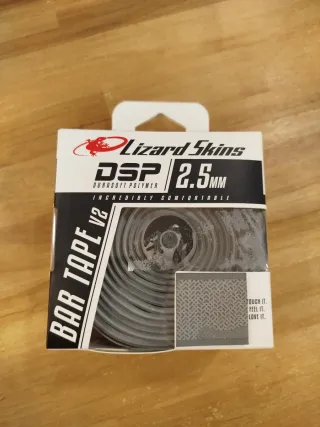 Lizard Skins
DSP
DURASOFT POLYMER
2.5MM
INCREDIBLY COMFORTABLE
BAR TAPE V2
TOUCH IT.
FEEL IT.
LOVE IT.